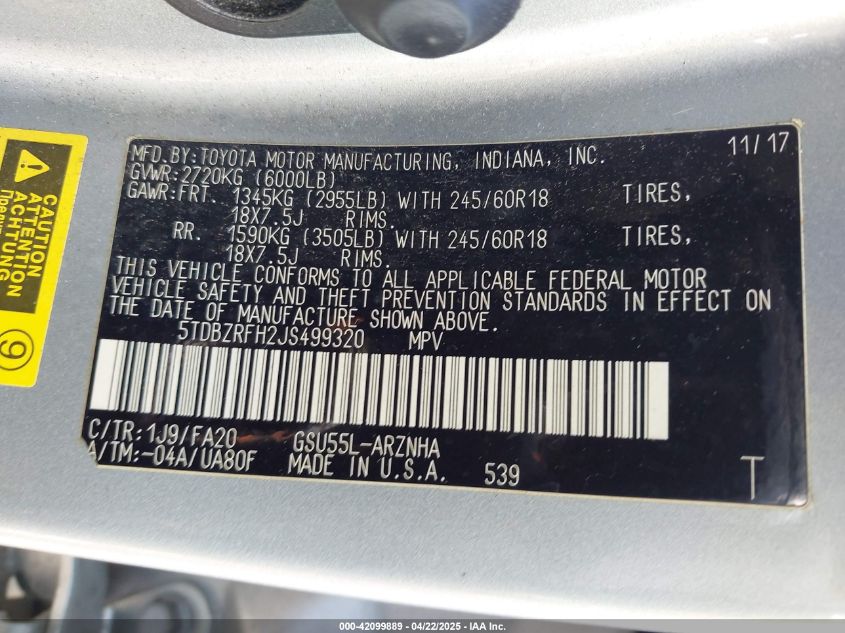 MFD.BY:TOYOTA MOTOR MANUFACTURING, INDIANA, INC. 11/17
GVWR:2720KG (6000LB)
GAWR:FRT. 1345KG (2955LB) WITH 245/60R18 TIRES,
18X7.5J RIMS.
RR. 1590KG (3505LB) WITH 245/60R18 TIRES,
18X7.5J RIMS.
THIS VEHICLE CONFORMS TO ALL APPLICABLE FEDERAL MOTOR
VEHICLE SAFETY AND THEFT PREVENTION STANDARDS IN EFFECT ON
THE DATE OF MANUFACTURE SHOWN ABOVE.
5TDBZRFH2JS499320 MPV
C/TR:1J9/FA20 GSU55L-ARZNHA
A/TM:-04A/UA80F MADE IN U.S.A. 539 T
CAUTION
ATTENTION
ACHTUNG
9
000-42099889 - 04/22/2025 - IAA Inc.